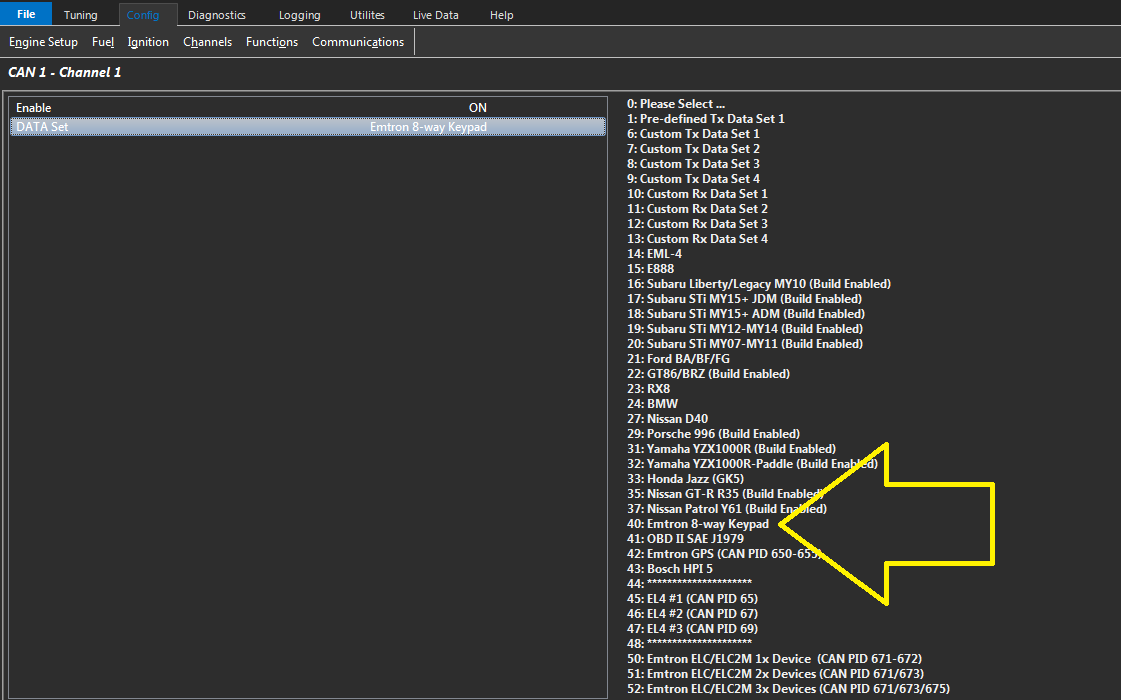 File Tuning Config Diagnostics Logging Utilites Live Data Help
Engine Setup Fuel Ignition Channels Functions Communications
CAN 1 - Channel 1
Enable ON
DATA Set Emtron 8-way Keypad
0: Please Select ...
1: Pre-defined Tx Data Set 1
6: Custom Tx Data Set 1
7: Custom Tx Data Set 2
8: Custom Tx Data Set 3
9: Custom Tx Data Set 4
10: Custom Rx Data Set 1
11: Custom Rx Data Set 2
12: Custom Rx Data Set 3
13: Custom Rx Data Set 4
14: EML-4
15: E888
16: Subaru Liberty/Legacy MY10 (Build Enabled)
17: Subaru STi MY15+ JDM (Build Enabled)
18: Subaru STi MY15+ ADM (Build Enabled)
19: Subaru STi MY12-MY14 (Build Enabled)
20: Subaru STi MY07-MY11 (Build Enabled)
21: Ford BA/BF/FG
22: GT86/BRZ (Build Enabled)
23: RX8
24: BMW
27: Nissan D40
29: Porsche 996 (Build Enabled)
31: Yamaha YZX1000R (Build Enabled)
32: Yamaha YZX1000R-Paddle (Build Enabled)
33: Honda Jazz (GK5)
35: Nissan GT-R R35 (Build Enabled)
37: Nissan Patrol Y61 (Build Enabled)
40: Emtron 8-way Keypad
41: OBD II SAE J1979
42: Emtron GPS (CAN PID 650-655)
43: Bosch HPI 5
44: *********************
45: EL4 #1 (CAN PID 65)
46: EL4 #2 (CAN PID 67)
47: EL4 #3 (CAN PID 69)
48: *********************
50: Emtron ELC/ELC2M 1x Device (CAN PID 671-672)
51: Emtron ELC/ELC2M 2x Devices (CAN PID 671/673)
52: Emtron ELC/ELC2M 3x Devices (CAN PID 671/673/675)